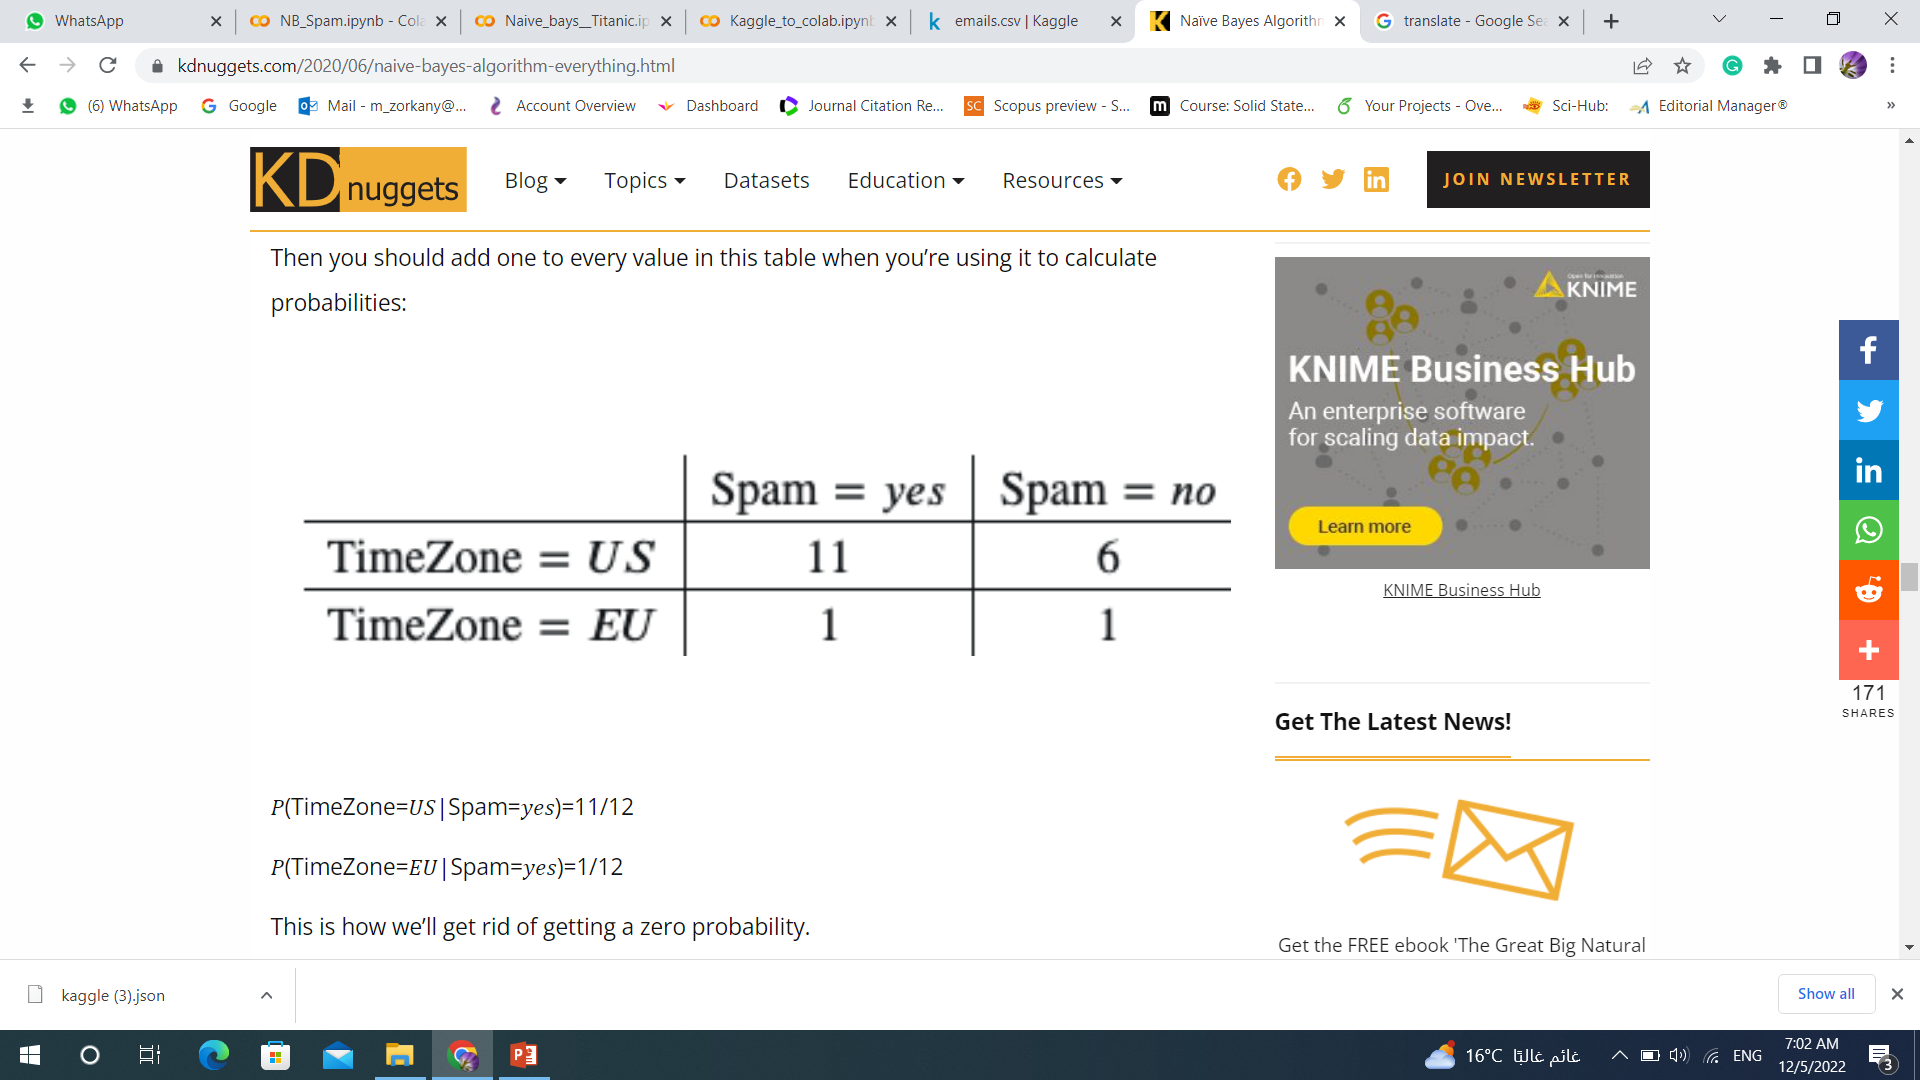 WhatsApp
NB_Spam.ipynb - Cola
Naive_bays__Titanic.ip
Kaggle_to_colab.ipynb
emails.csv | Kaggle
Naïve Bayes Algorithm
translate - Google Sea
kdnuggets.com/2020/06/naive-bayes-algorithm-everything.html
(6) WhatsApp
Google
Mail - m_zorkany@...
Account Overview
Dashboard
Journal Citation Re...
SC Scopus preview - S...
m Course: Solid State...
Your Projects - Ove...
Sci-Hub:
Editorial Manager®
»
KD nuggets
Blog
Topics
Datasets
Education
Resources
JOIN NEWSLETTER
Then you should add one to every value in this table when you’re using it to calculate
probabilities:
Spam = yes Spam = no
TimeZone = US 11 6
TimeZone = EU 1 1
P(TimeZone=US|Spam=yes)=11/12
P(TimeZone=EU|Spam=yes)=1/12
This is how we’ll get rid of getting a zero probability.
Open for Innovation
KNIME
KNIME Business Hub
An enterprise software
for scaling data impact.
Learn more
KNIME Business Hub
Get The Latest News!
Get the FREE ebook 'The Great Big Natural
171
SHARES
kaggle (3).json
Show all
16°C غائم غالبًا
ENG
7:02 AM
12/5/2022
3